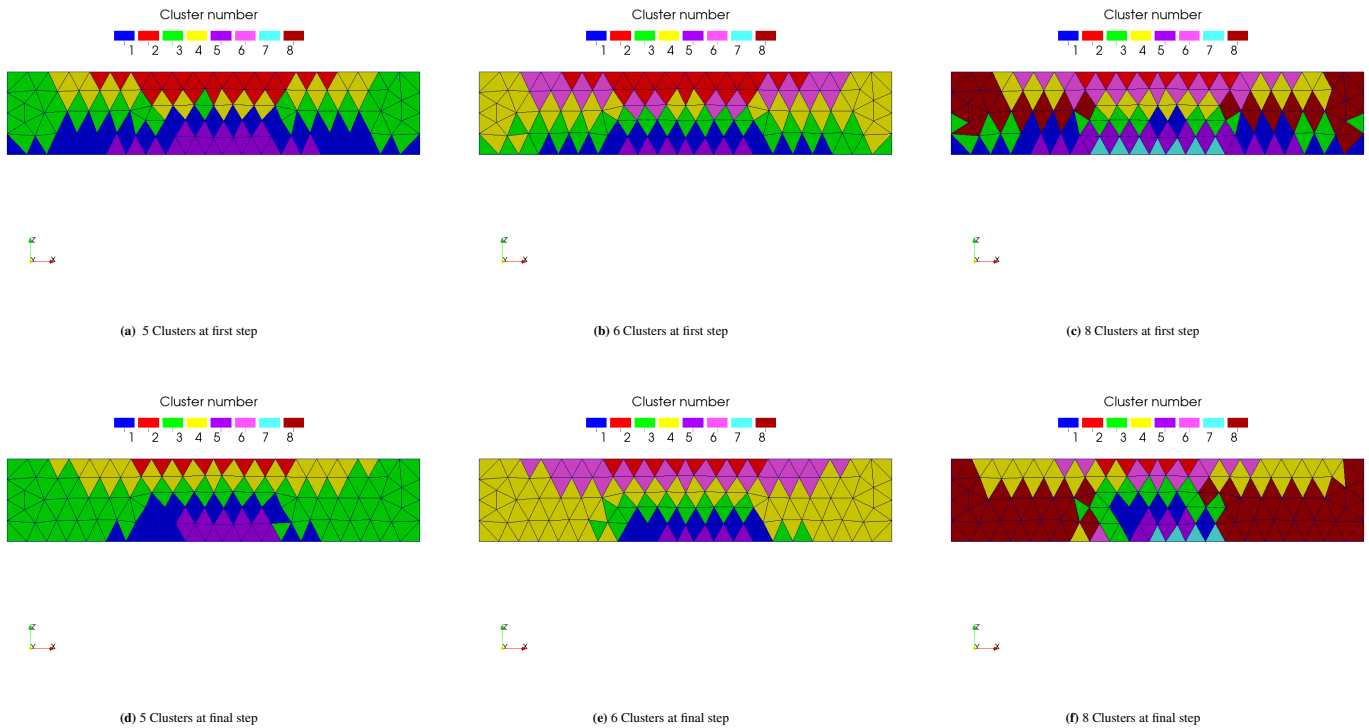 Cluster number
1 2 3 4 5 6 7 8
Z
Y X
(a) 5 Clusters at first step
Cluster number
1 2 3 4 5 6 7 8
Z
Y X
(b) 6 Clusters at first step
Cluster number
1 2 3 4 5 6 7 8
Z
Y X
(c) 8 Clusters at first step
Cluster number
1 2 3 4 5 6 7 8
Z
Y X
(d) 5 Clusters at final step
Cluster number
1 2 3 4 5 6 7 8
Z
Y X
(e) 6 Clusters at final step
Cluster number
1 2 3 4 5 6 7 8
Z
Y X
(f) 8 Clusters at final step